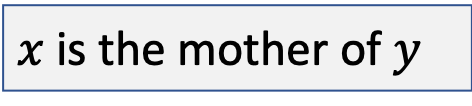 x is the mother of y